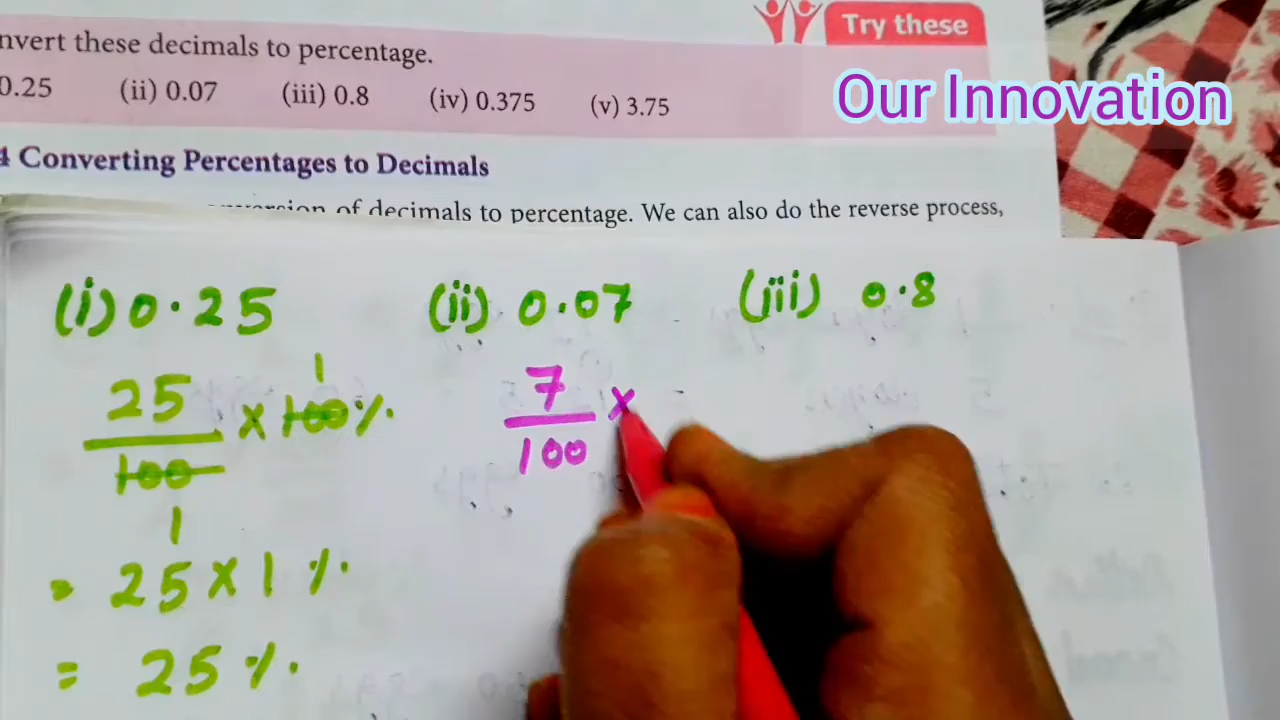 Try these
nvert these decimals to percentage.
0.25 (ii) 0.07 (iii) 0.8 (iv) 0.375 (v) 3.75
Our Innovation
4 Converting Percentages to Decimals
of decimals to percentage. We can also do the reverse process,
(i) 0.25 (ii) 0.07 (iii) 0.8
1
25/100 × 100% 7/100 ×
1
= 25 × 1 %
= 25 %